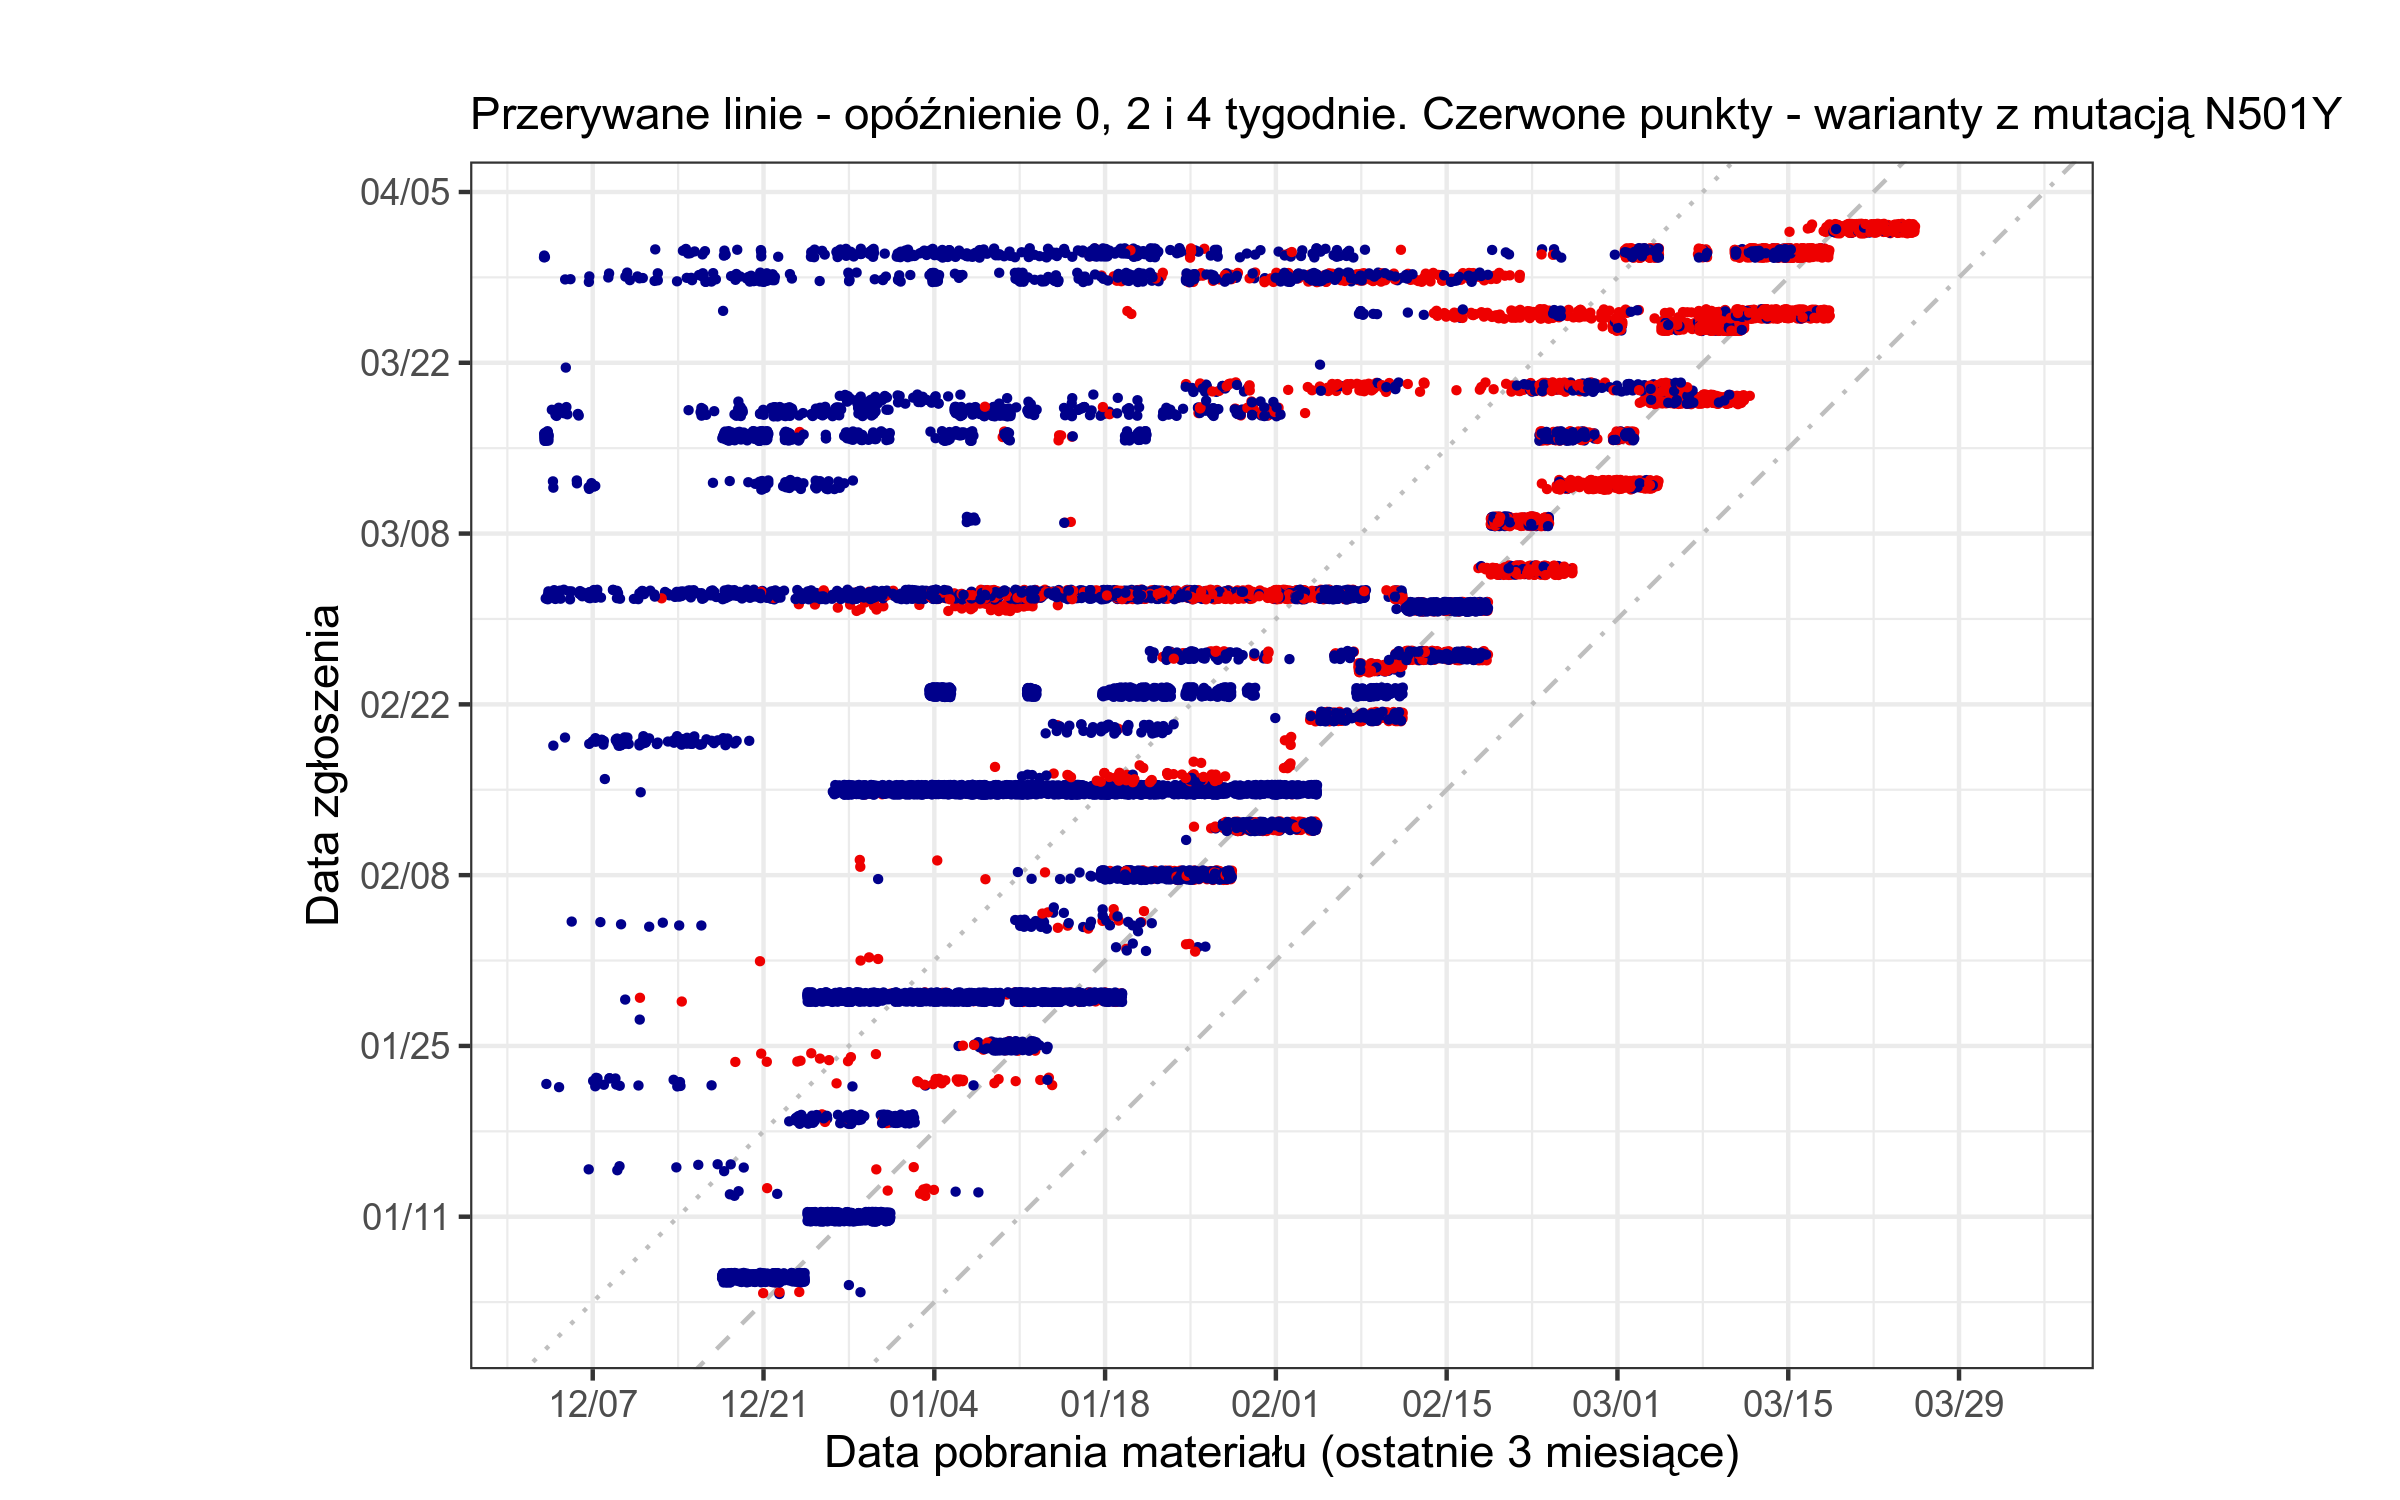 Przerywane linie - opóźnienie 0, 2 i 4 tygodnie. Czerwone punkty - warianty z mutacją N501Y
Data zgłoszenia
04/05
03/22
03/08
02/22
02/08
01/25
01/11
12/07 12/21 01/04 01/18 02/01 02/15 03/01 03/15 03/29
Data pobrania materiału (ostatnie 3 miesiące)